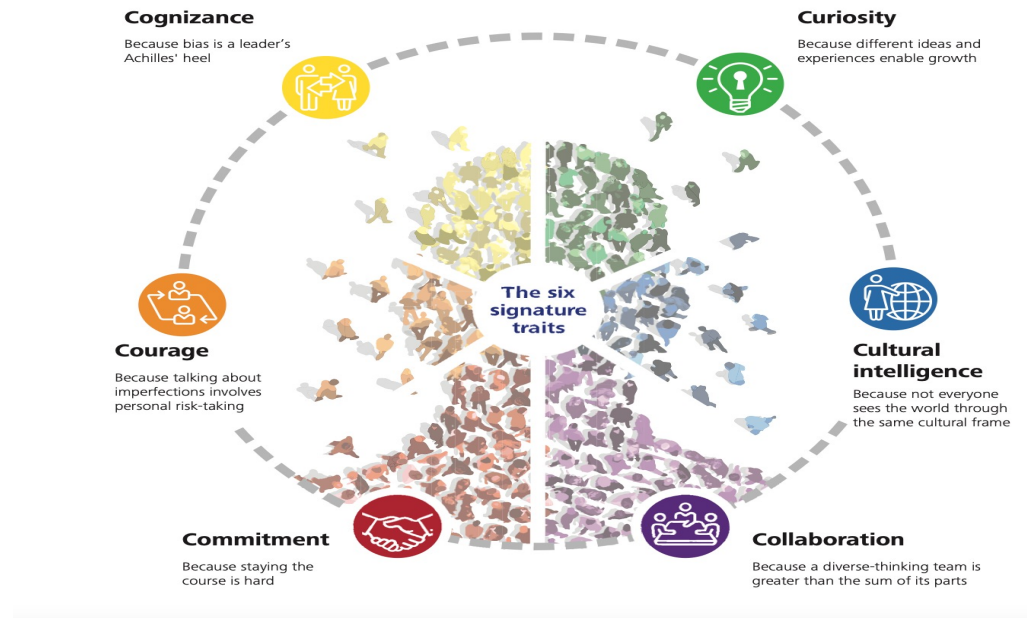 Cognizance
Because bias is a leader’s
Achilles' heel
Curiosity
Because different ideas and
experiences enable growth
The six
signature
traits
Courage
Because talking about
imperfections involves
personal risk-taking
Cultural
intelligence
Because not everyone
sees the world through
the same cultural frame
Commitment
Because staying the
course is hard
Collaboration
Because a diverse-thinking team is
greater than the sum of its parts